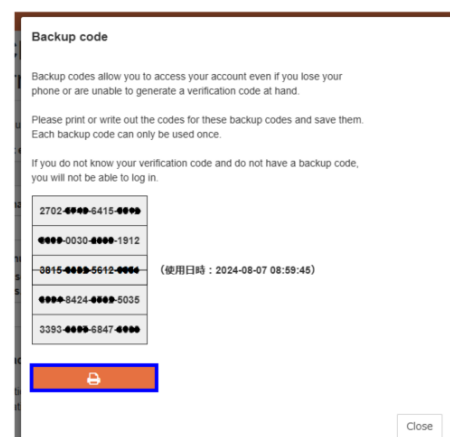 Backup code
Backup codes allow you to access your account even if you lose your
phone or are unable to generate a verification code at hand.
Please print or write out the codes for these backup codes and save them.
Each backup code can only be used once.
If you do not know your verification code and do not have a backup code,
you will not be able to log in.
2702- -6415-
-0030- -1912
3815- -5612- （使用日時：2024-08-07 08:59:45）
-8424- -5035
3393- -6847-
Close